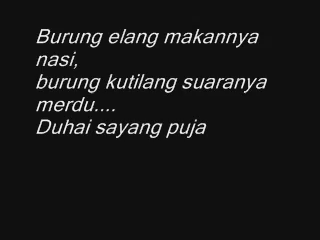 Burung elang makannya
nasi,
burung kutilang suaranya
merdu....
Duhai sayang puja